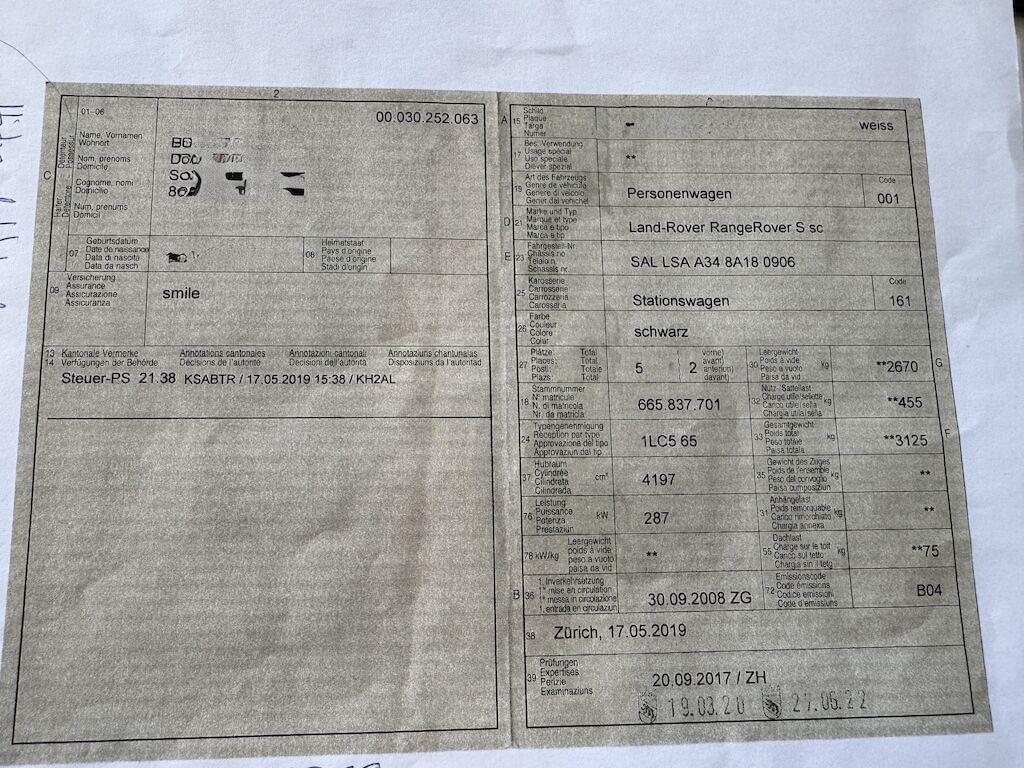 2
01-06
00.030.252.063
Name, Vornamen
Wohnort
Nom, prenoms
Domicile
Cognome, nomi
Domicilio
Num, prenums
Domicil
C
07
Geburtsdatum
Date de naissance
Data di nascita
Data da nasch
08
Heimatstaat
Pays d'origine
Paese d'origine
Stadi d'origin
09
Versicherung
Assurance
Assicurazione
Assicuranza
smile
13 Kantonale Vermerke Annotations cantonales Annotazioni cantonali Annotaziuns chantunalas
14 Verfügungen der Behörde Décisions de l'autorité Decisioni dell'autorità Disposiziuns da l'autoritad
Steuer-PS 21.38 KSABTR / 17.05.2019 15:38 / KH2AL
A 15
Schild
Plaque
Targa
Numer
weiss
17
Bes. Verwendung
Usage spécial
Uso speciale
Diever spezial
**
19
Art des Fahrzeugs
Genre de véhicule
Genere di veicolo
Gener dal vehichel
Personenwagen
Code
001
D 21
Marke und Typ
Marque et type
Marca e tipo
Marca e tip
Land-Rover RangeRover S sc
E 23
Fahrgestell-Nr.
Châssis no
Telaio n.
Schassis nr.
SAL LSA A34 8A18 0906
25
Karosserie
Carrosserie
Carrozzeria
Carossaria
Stationswagen
Code
161
26
Farbe
Couleur
Colore
Colur
schwarz
27
Plätze: Total
Places: Total
Posti: Totale
Plazs: Total
5
2
vorne)
avant)
anteriori)
davant)
30
Leergewicht
Poids à vide
Peso a vuoto
Paisa da vid
kg
**2670
G
18
Stammnummer
N° matricule
N. di matricola
Nr. da matricla
665.837.701
32
Nutz-/Sattellast
Charge utile/sellette
Carico utile/sella
Chargia utila/sella
kg
**455
24
Typengenehmigung
Réception par type
Approvazione del tipo
Approvaziun dal tip
1LC5 65
33
Gesamtgewicht
Poids total
Peso totale
Paisa totala
kg
**3125
F
37
Hubraum
Cylindrée
Cilindrata
Cilindrada
cm³
4197
35
Gewicht des Zuges
Poids de l'ensemble
Peso del convoglio
Paisa cumposiziun
kg
**
76
Leistung
Puissance
Potenza
Prestaziun
kW
287
31
Anhängelast
Poids remorquable
Carico rimorchiato
Chargia annexa
kg
**
78 kW/kg
Leergewicht
poids à vide
peso a vuoto
paisa da vid
**
55
Dachlast
Charge sur le toit
Carico sul tetto
Chargia sin il tetg
kg
**75
B 36
1. Inverkehrsetzung
1re mise en circulation
1a messa in circolazione
1. entrada en circulaziun
30.09.2008 ZG
72
Emissionscode
Code émissions
Codice emissioni
Code d'emissiuns
B04
38
Zürich, 17.05.2019
39
Prüfungen
Expertises
Perizie
Examinaziuns
20.09.2017 / ZH
19.03.20